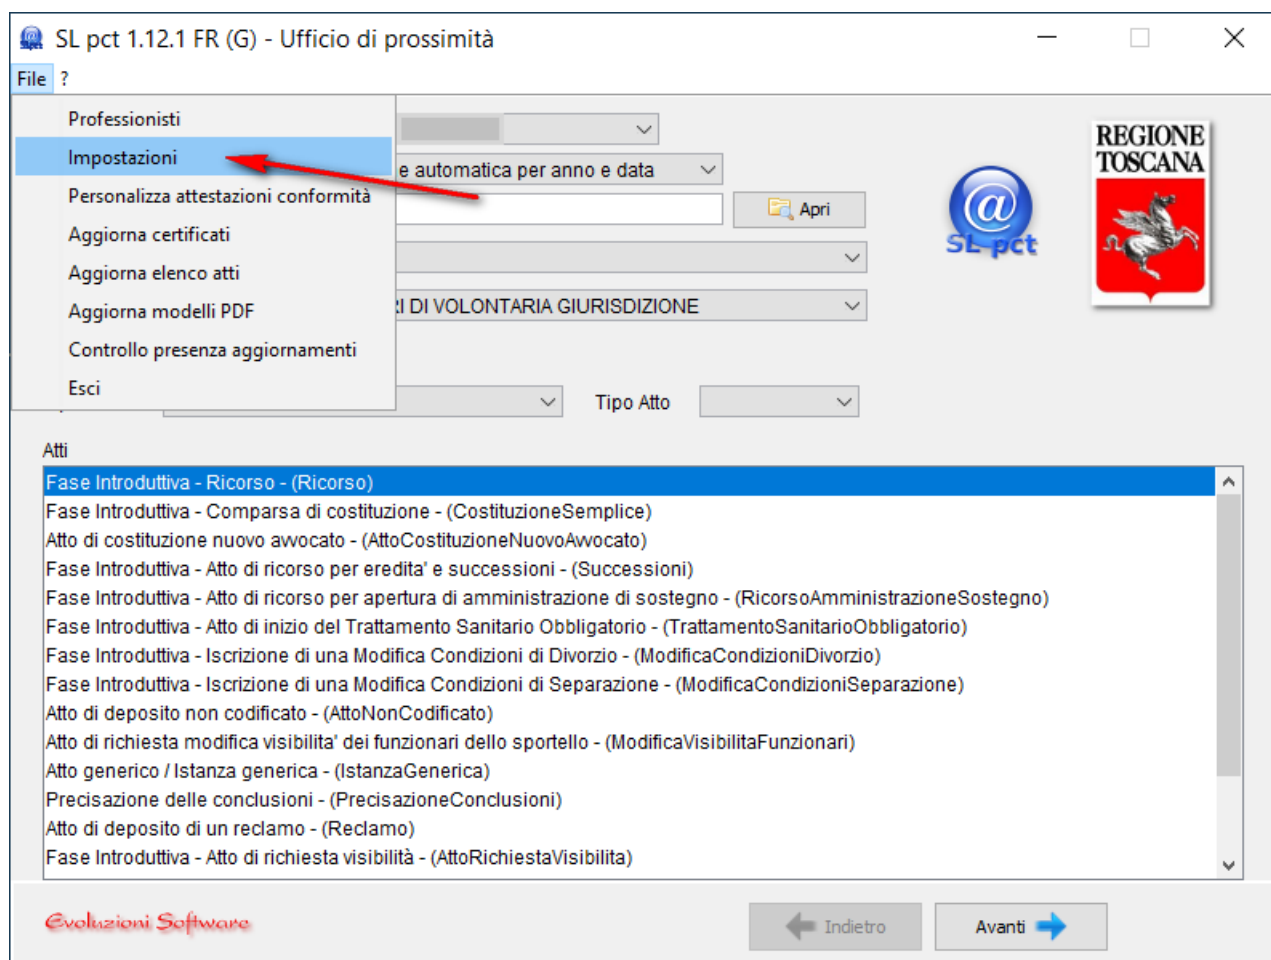 SL pct 1.12.1 FR (G) - Ufficio di prossimità
File ?
Professionisti
Impostazioni
e automatica per anno e data
Personalizza attestazioni conformità
Apri
Aggiorna certificati
Aggiorna elenco atti
Aggiorna modelli PDF
I DI VOLONTARIA GIURISDIZIONE
Controllo presenza aggiornamenti
Esci
SL pct
REGIONE
TOSCANA
Tipo Atto
Atti
Fase Introduttiva - Ricorso - (Ricorso)
Fase Introduttiva - Comparsa di costituzione - (CostituzioneSemplice)
Atto di costituzione nuovo avvocato - (AttoCostituzioneNuovoAvvocato)
Fase Introduttiva - Atto di ricorso per eredita' e successioni - (Successioni)
Fase Introduttiva - Atto di ricorso per apertura di amministrazione di sostegno - (RicorsoAmministrazioneSostegno)
Fase Introduttiva - Atto di inizio del Trattamento Sanitario Obbligatorio - (TrattamentoSanitarioObbligatorio)
Fase Introduttiva - Iscrizione di una Modifica Condizioni di Divorzio - (ModificaCondizioniDivorzio)
Fase Introduttiva - Iscrizione di una Modifica Condizioni di Separazione - (ModificaCondizioniSeparazione)
Atto di deposito non codificato - (AttoNonCodificato)
Atto di richiesta modifica visibilita' dei funzionari dello sportello - (ModificaVisibilitaFunzionari)
Atto generico / Istanza generica - (IstanzaGenerica)
Precisazione delle conclusioni - (PrecisazioneConclusioni)
Atto di deposito di un reclamo - (Reclamo)
Fase Introduttiva - Atto di richiesta visibilità - (AttoRichiestaVisibilita)
Evoluzioni Software
Indietro
Avanti